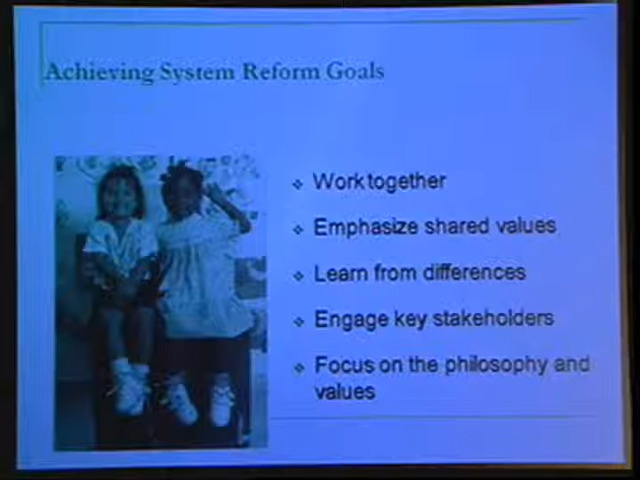 Achieving System Reform Goals
Work together
Emphasize shared values
Learn from differences
Engage key stakeholders
Focus on the philosophy and
values